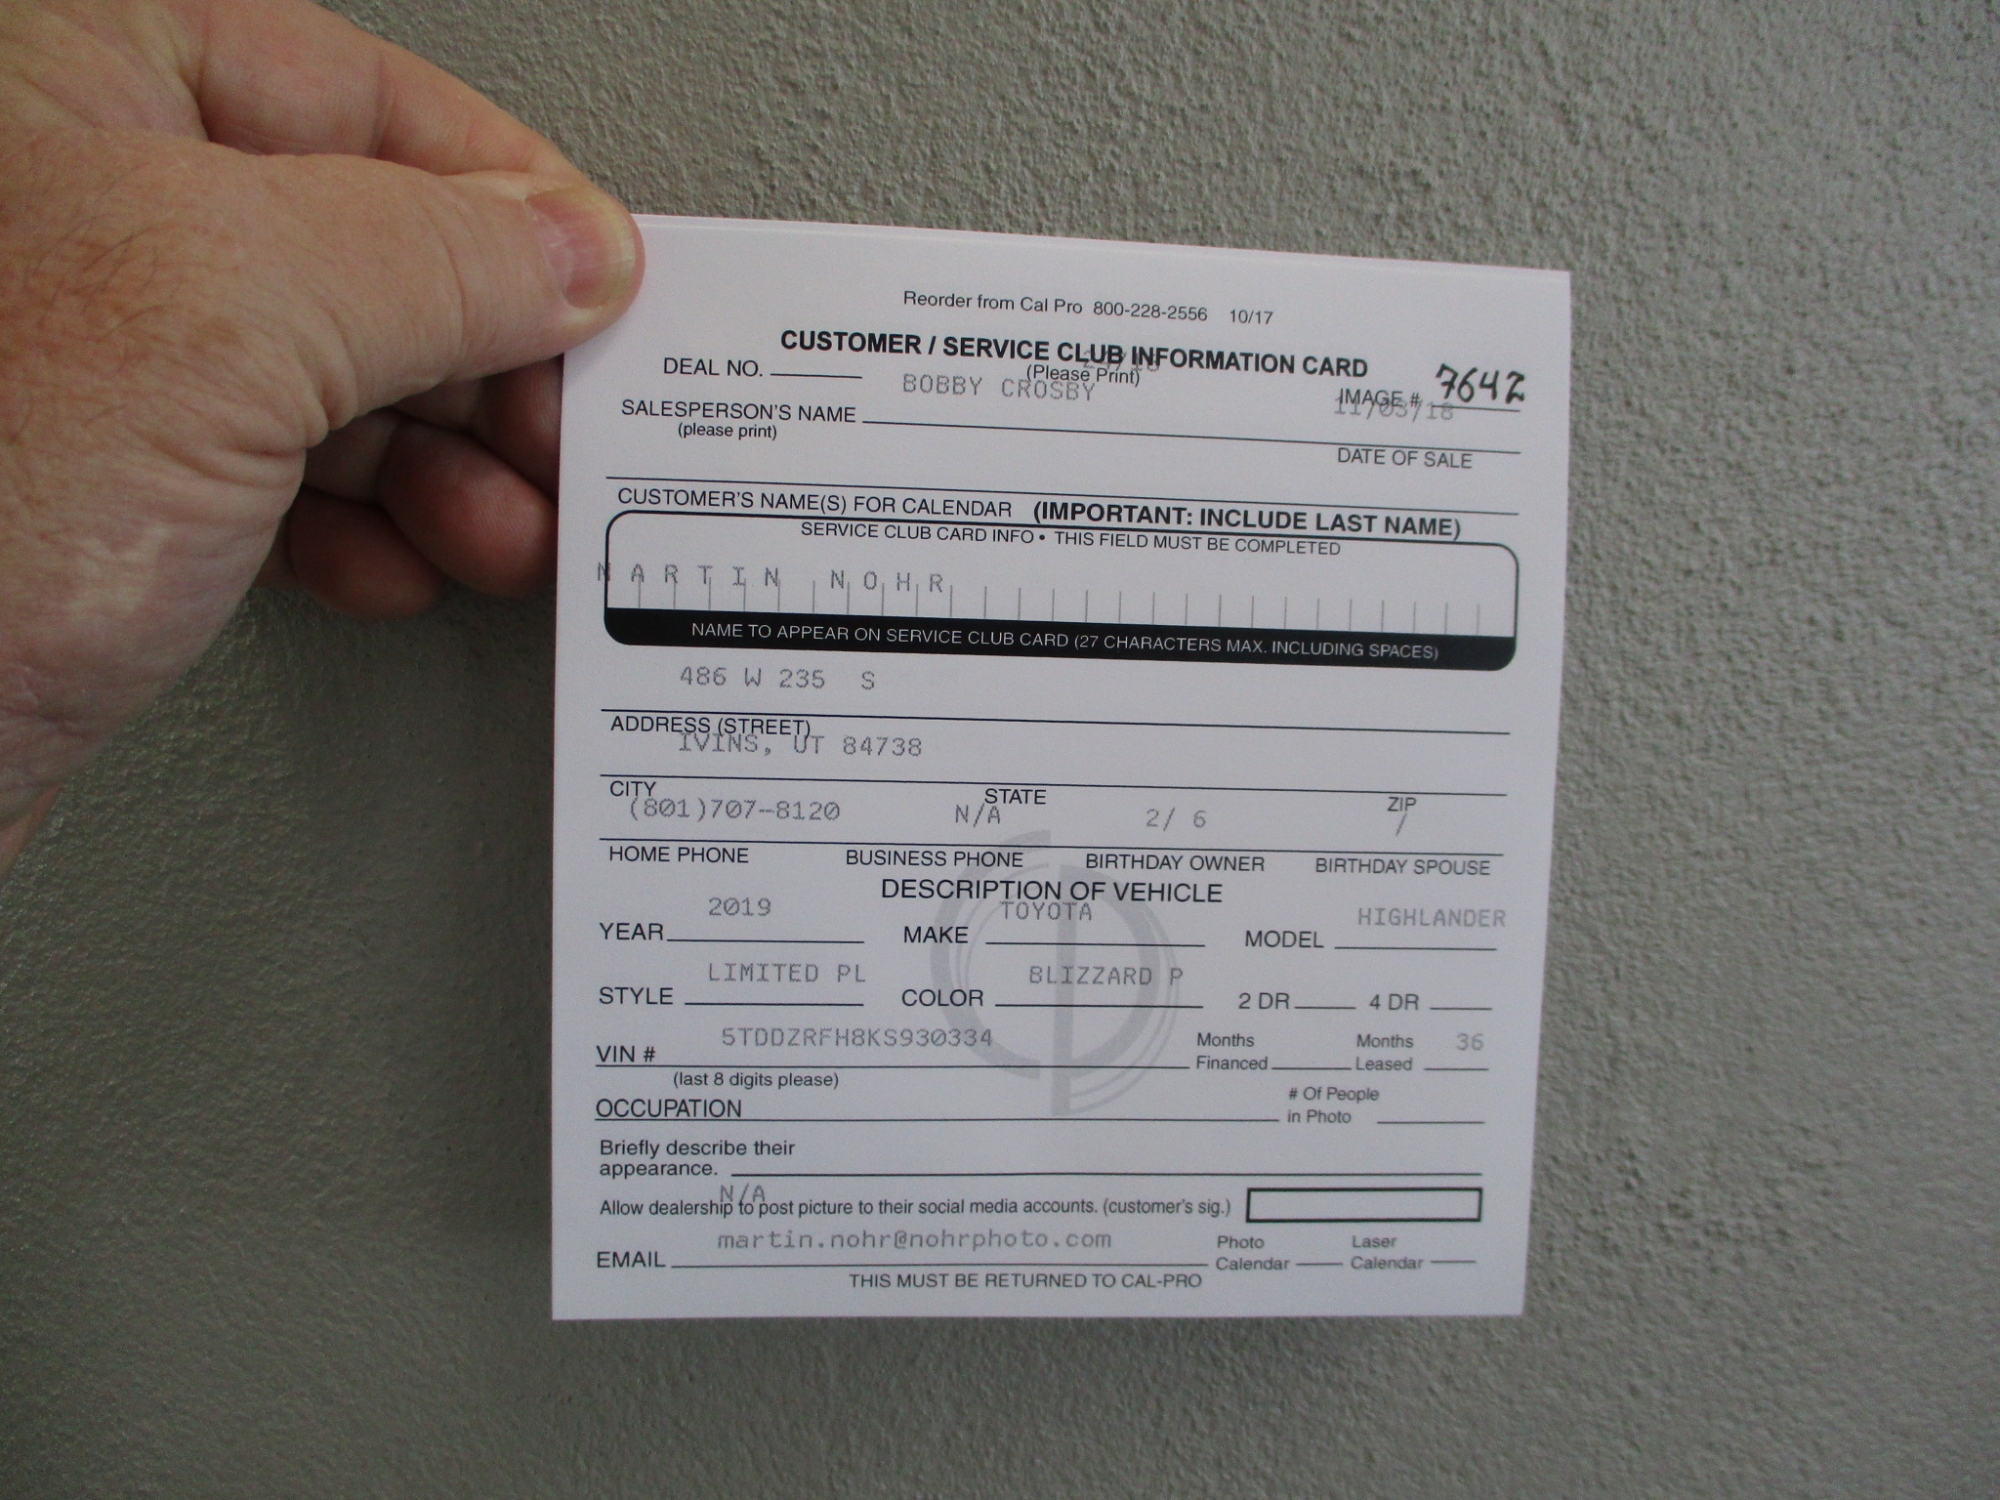 Reorder from Cal Pro 800-228-2556 10/17
CUSTOMER / SERVICE CLUB INFORMATION CARD
(Please Print)
DEAL NO.
IMAGE # 7642
BOBBY CROSBY
11/03/18
SALESPERSON'S NAME
(please print)
DATE OF SALE
CUSTOMER'S NAME(S) FOR CALENDAR (IMPORTANT: INCLUDE LAST NAME)
SERVICE CLUB CARD INFO • THIS FIELD MUST BE COMPLETED
MARTIN NOHR
NAME TO APPEAR ON SERVICE CLUB CARD (27 CHARACTERS MAX. INCLUDING SPACES)
486 W 235 S
ADDRESS (STREET)
IVINS, UT 84738
CITY STATE ZIP
(801)707-8120 N/A 2/ 6 /
HOME PHONE BUSINESS PHONE BIRTHDAY OWNER BIRTHDAY SPOUSE
DESCRIPTION OF VEHICLE
2019 TOYOTA HIGHLANDER
YEAR MAKE MODEL
LIMITED PL BLIZZARD P
STYLE COLOR 2 DR 4 DR
5TDDZRFH8KS930334
VIN # Months Financed Months Leased 36
(last 8 digits please)
OCCUPATION # Of People in Photo
Briefly describe their
appearance.
N/A
Allow dealership to post picture to their social media accounts. (customer's sig.)
martin.nohr@nohrphoto.com
EMAIL Photo Calendar Laser Calendar
THIS MUST BE RETURNED TO CAL-PRO